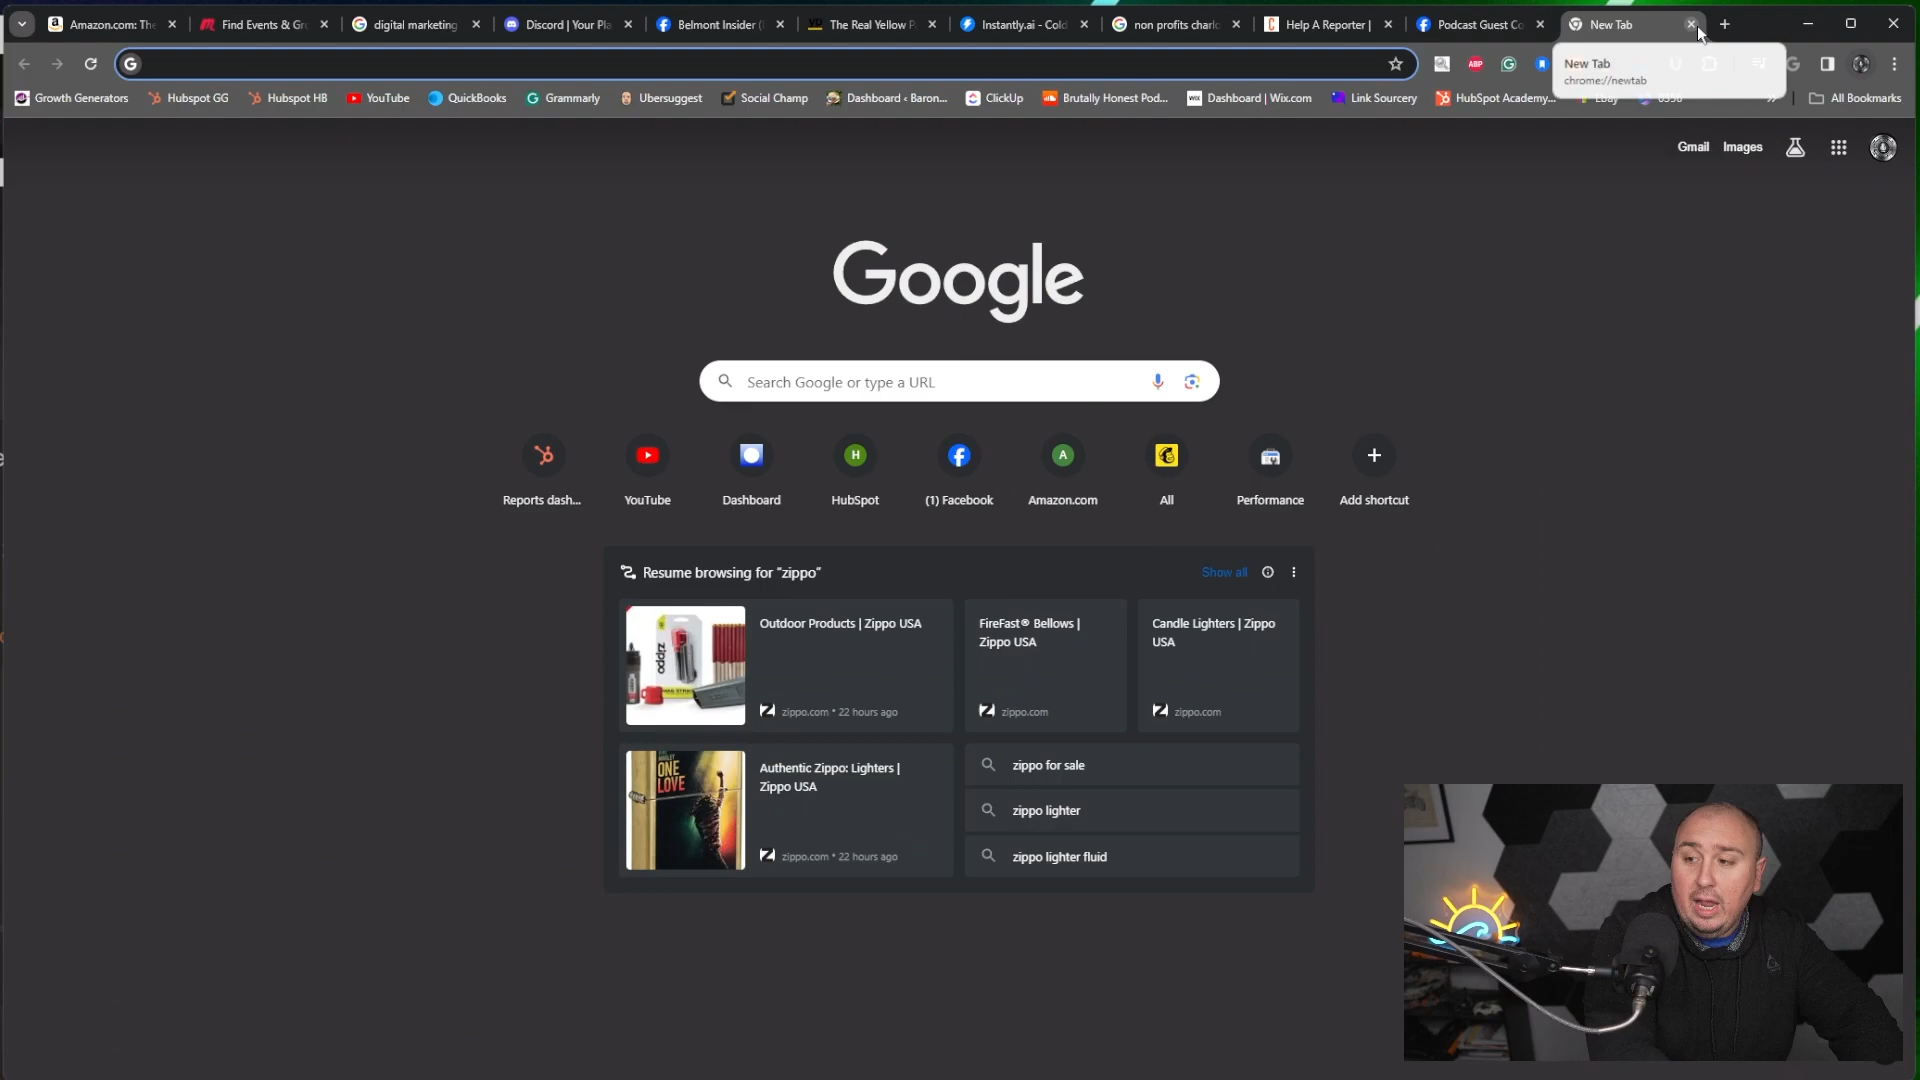 Amazon.com: The
Find Events & Gr
digital marketing
Discord | Your Pla
Belmont Insider (
The Real Yellow P
Instantly.ai - Cold
non profits charlo
Help A Reporter |
Podcast Guest Co
New Tab
New Tab
chrome://newtab
Growth Generators
Hubspot GG
Hubspot HB
YouTube
QuickBooks
Grammarly
Ubersuggest
Social Champ
Dashboard ‹ Baron...
ClickUp
Brutally Honest Pod...
Dashboard | Wix.com
Link Sourcery
HubSpot Academy...
Ebay
All Bookmarks
Gmail
Images
Google
Search Google or type a URL
H
A
Reports dash...
YouTube
Dashboard
HubSpot
(1) Facebook
Amazon.com
All
Performance
Add shortcut
Resume browsing for “zippo”
Show all
Outdoor Products | Zippo USA
zippo.com • 22 hours ago
FireFast® Bellows |
Zippo USA
zippo.com
Candle Lighters | Zippo
USA
zippo.com
zippo
ONE
LOVE
Authentic Zippo: Lighters |
Zippo USA
zippo.com • 22 hours ago
zippo for sale
zippo lighter
zippo lighter fluid